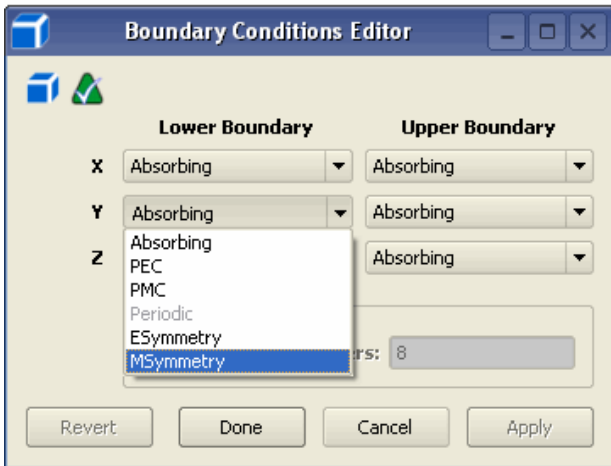 Boundary Conditions Editor
Lower Boundary Upper Boundary
X Absorbing Absorbing
Y Absorbing Absorbing
Absorbing
Z Absorbing
PEC
PMC
Periodic
ESymmetry
rs: 8
MSymmetry
Revert Done Cancel Apply